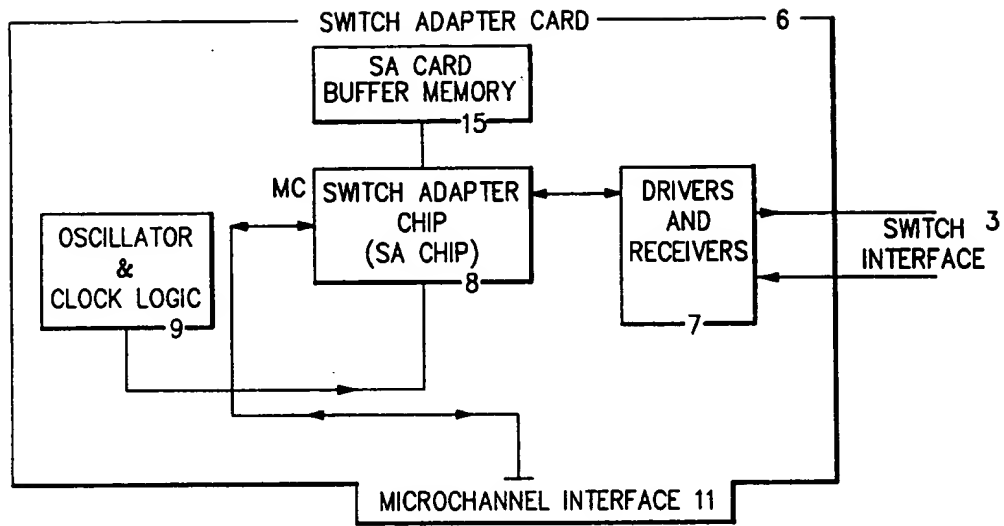 SWITCH ADAPTER CARD 6
SA CARD
BUFFER MEMORY
15
MC
SWITCH ADAPTER
CHIP
(SA CHIP)
8
DRIVERS
AND
RECEIVERS
7
3
SWITCH
INTERFACE
OSCILLATOR
&
CLOCK LOGIC
9
MICROCHANNEL INTERFACE 11